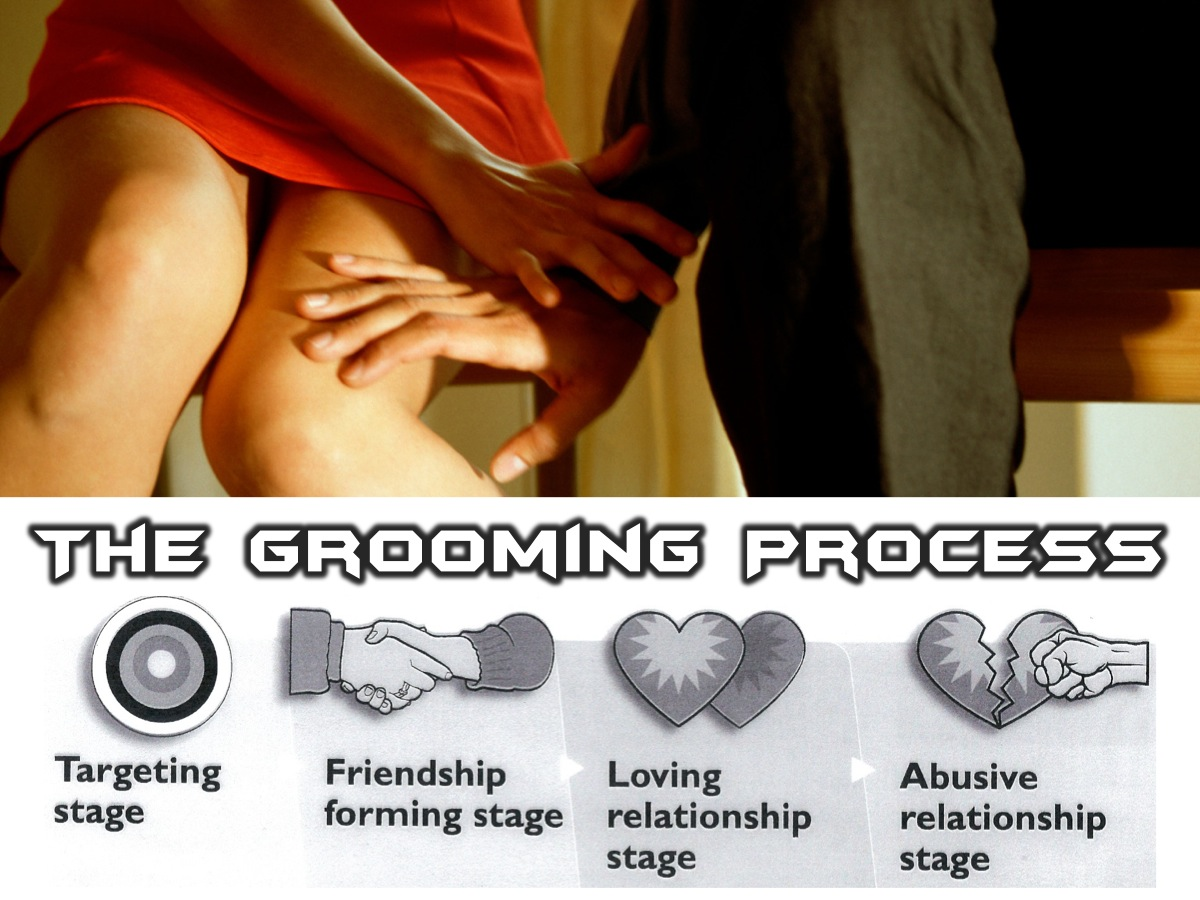 THE GROOMING PROCESS
Targeting
stage
Friendship
forming stage
Loving
relationship
stage
Abusive
relationship
stage